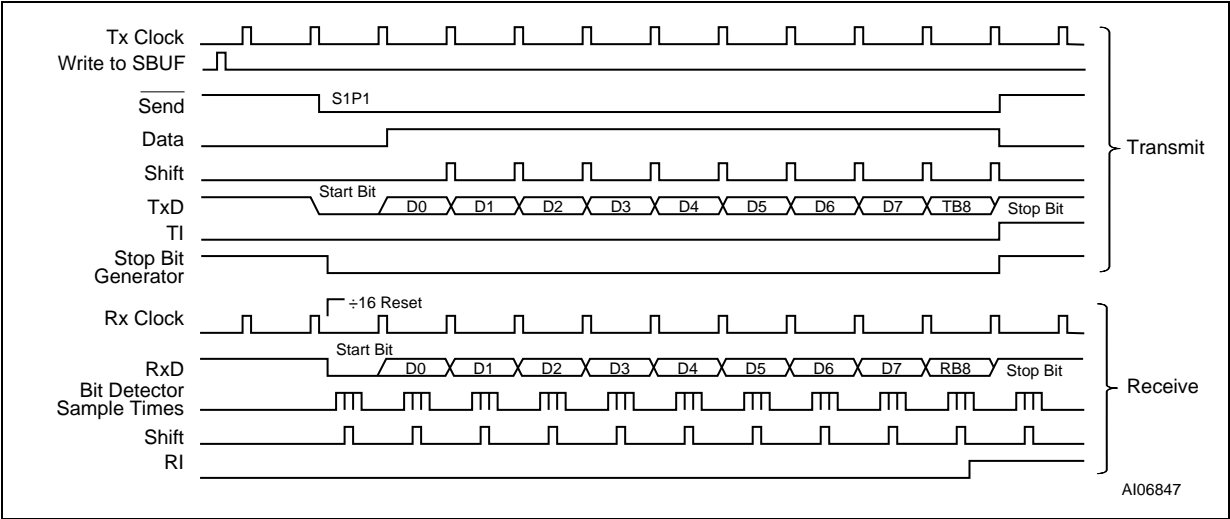 Tx Clock
Write to SBUF
Send
S1P1
Data
Transmit
Shift
Start Bit
TxD
D0 D1 D2 D3 D4 D5 D6 D7 TB8 Stop Bit
TI
Stop Bit
Generator
÷16 Reset
Rx Clock
Start Bit
RxD
D0 D1 D2 D3 D4 D5 D6 D7 RB8 Stop Bit
Bit Detector
Sample Times
Receive
Shift
RI
AI06847